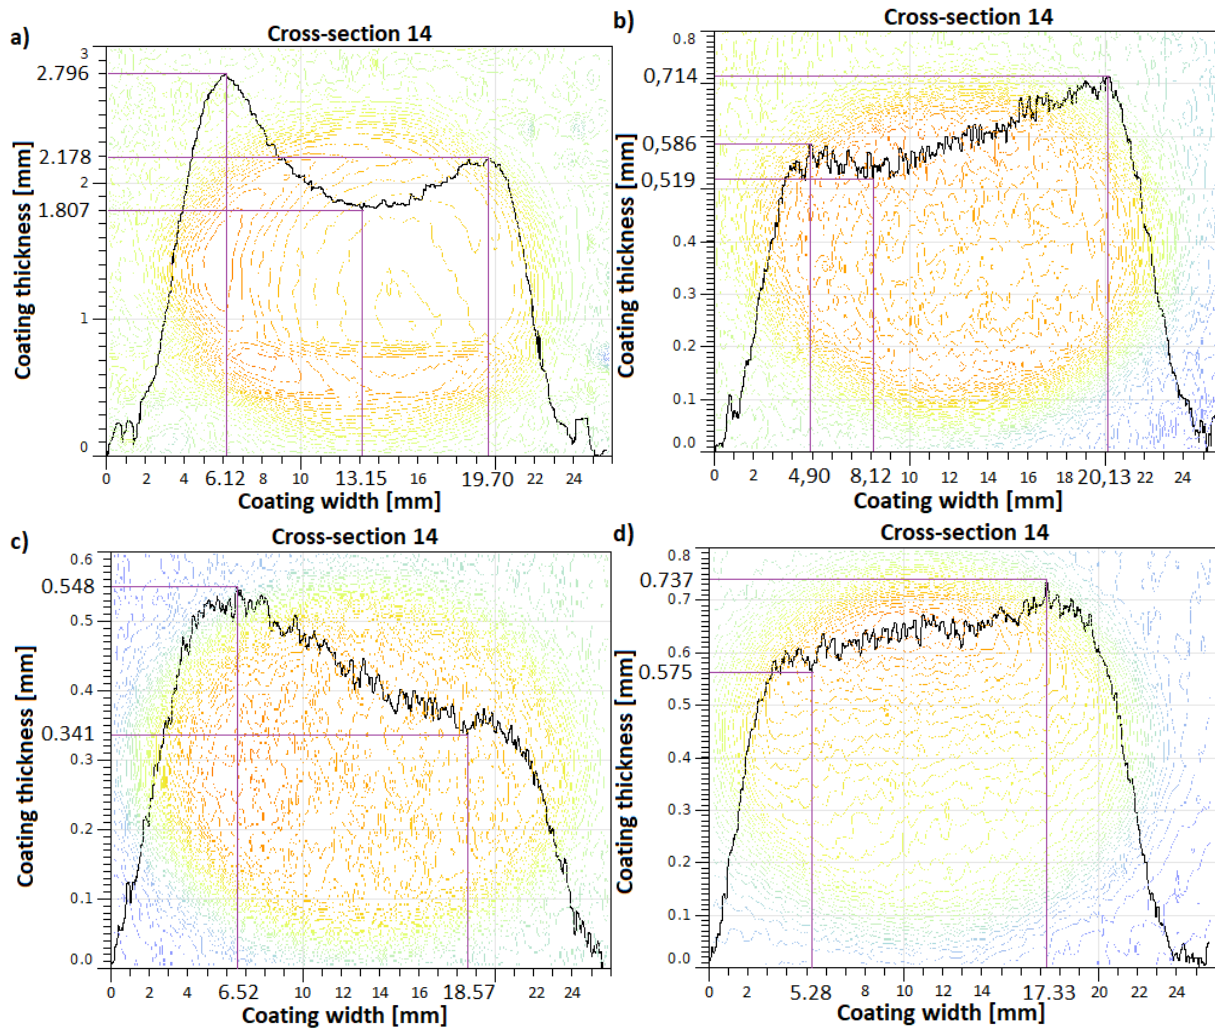 a)
Cross-section 14
Coating thickness [mm]
3
2.796
2.178
2
1.807
1
0
0 2 4 6.12 8 10 13.15 16 19.70 24
Coating width [mm]
b)
Cross-section 14
Coating thickness [mm]
0.8
0,714
0,586
0,519
0.4
0.3
0.2
0.1
0.0
0 2 4,90 8,12 10 12 14 16 18 20,13 24
Coating width [mm]
c)
Cross-section 14
Coating thickness [mm]
0.6
0.548
0.5
0.4
0.341
0.3
0.2
0.1
0.0
0 2 4 6.52 10 12 14 16 18.57 22 24
Coating width [mm]
d)
Cross-section 14
Coating thickness [mm]
0.8
0.737
0.7
0.6
0.575
0.5
0.4
0.3
0.2
0.1
0.0
0 2 5.28 8 10 12 14 17.33 20 22 24
Coating width [mm]